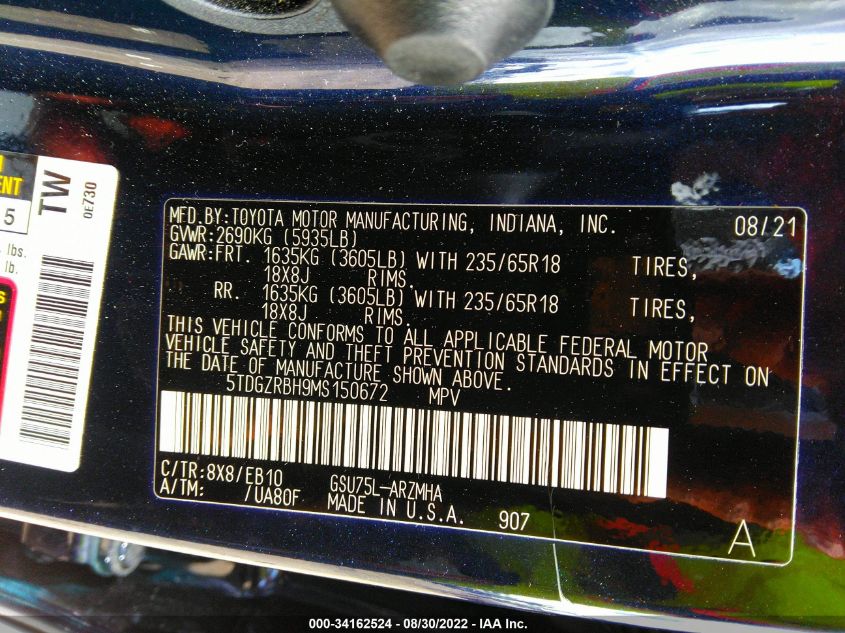 MFD.BY:TOYOTA MOTOR MANUFACTURING, INDIANA, INC. 08/21
GVWR:2690KG (5935LB)
GAWR:FRT. 1635KG (3605LB) WITH 235/65R18 TIRES,
18X8J RIMS.
RR. 1635KG (3605LB) WITH 235/65R18 TIRES,
18X8J RIMS.
THIS VEHICLE CONFORMS TO ALL APPLICABLE FEDERAL MOTOR
VEHICLE SAFETY AND THEFT PREVENTION STANDARDS IN EFFECT ON
THE DATE OF MANUFACTURE SHOWN ABOVE.
5TDGZRBH9MS150672 MPV
C/TR:8X8/EB10 GSU75L-ARZMHA
A/TM: /UA80F MADE IN U.S.A. 907
A
TW
0E730
5
lbs.
lb.
000-34162524 - 08/30/2022 - IAA Inc.